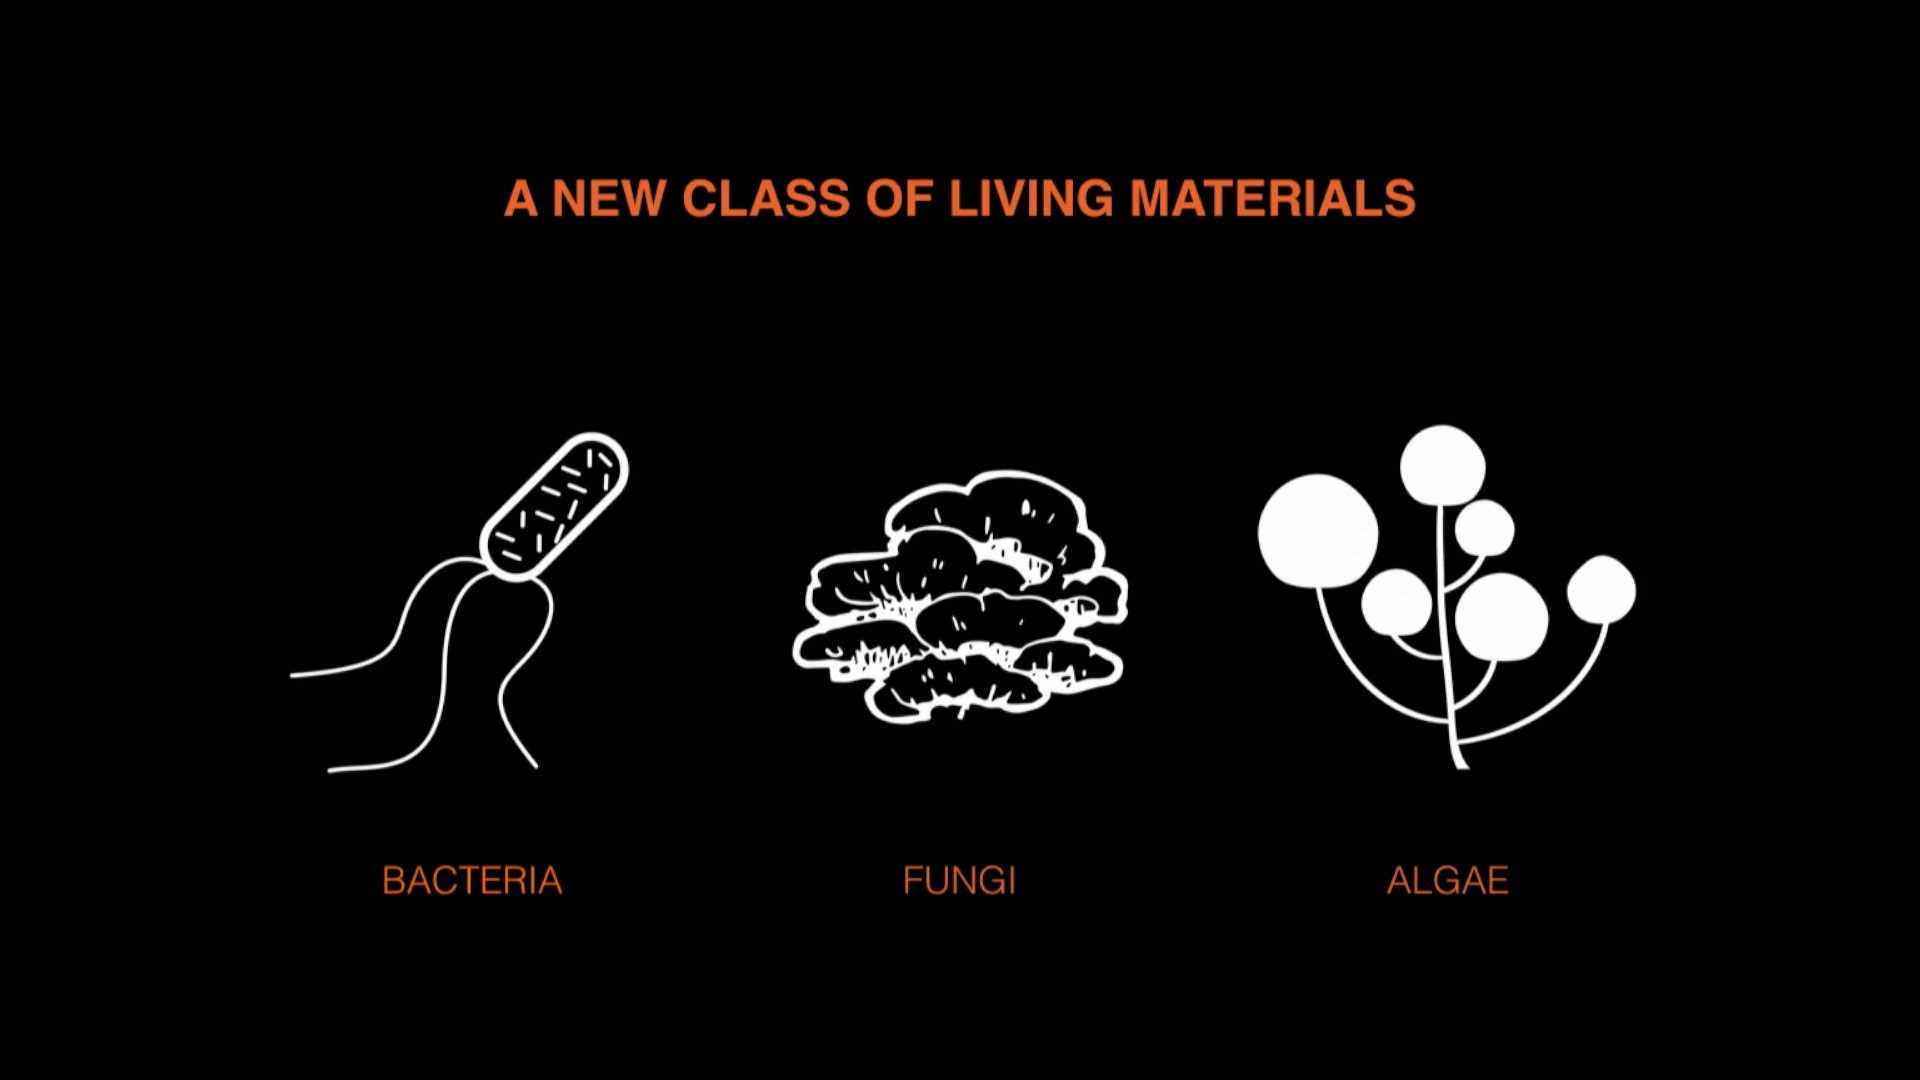 A NEW CLASS OF LIVING MATERIALS
BACTERIA
FUNGI
ALGAE